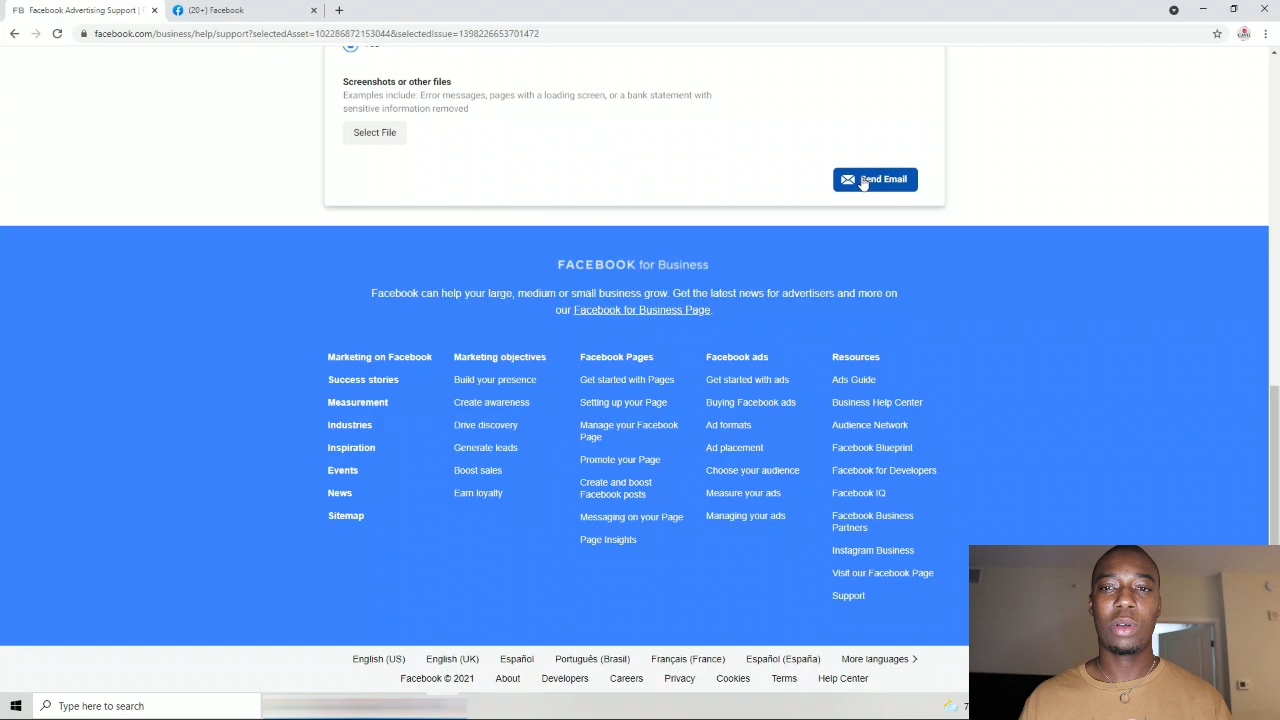 Facebook Advertising Support |
(20+) Facebook
facebook.com/business/help/support?selectedAsset=102286872153044&selectedIssue=1398226653701472
Screenshots or other files
Examples include: Error messages, pages with a loading screen, or a bank statement with
sensitive information removed
Select File
Send Email
FACEBOOK for Business
Facebook can help your large, medium or small business grow. Get the latest news for advertisers and more on
our Facebook for Business Page.
Marketing on Facebook
Success stories
Measurement
Industries
Inspiration
Events
News
Sitemap
Marketing objectives
Build your presence
Create awareness
Drive discovery
Generate leads
Boost sales
Earn loyalty
Facebook Pages
Get started with Pages
Setting up your Page
Manage your Facebook
Page
Promote your Page
Create and boost
Facebook posts
Messaging on your Page
Page Insights
Facebook ads
Get started with ads
Buying Facebook ads
Ad formats
Ad placement
Choose your audience
Measure your ads
Managing your ads
Resources
Ads Guide
Business Help Center
Audience Network
Facebook Blueprint
Facebook for Developers
Facebook IQ
Facebook Business
Partners
Instagram Business
Visit our Facebook Page
Support
English (US) English (UK) Español Português (Brasil) Français (France) Español (España) More languages
Facebook © 2021 About Developers Careers Privacy Cookies Terms Help Center
Type here to search